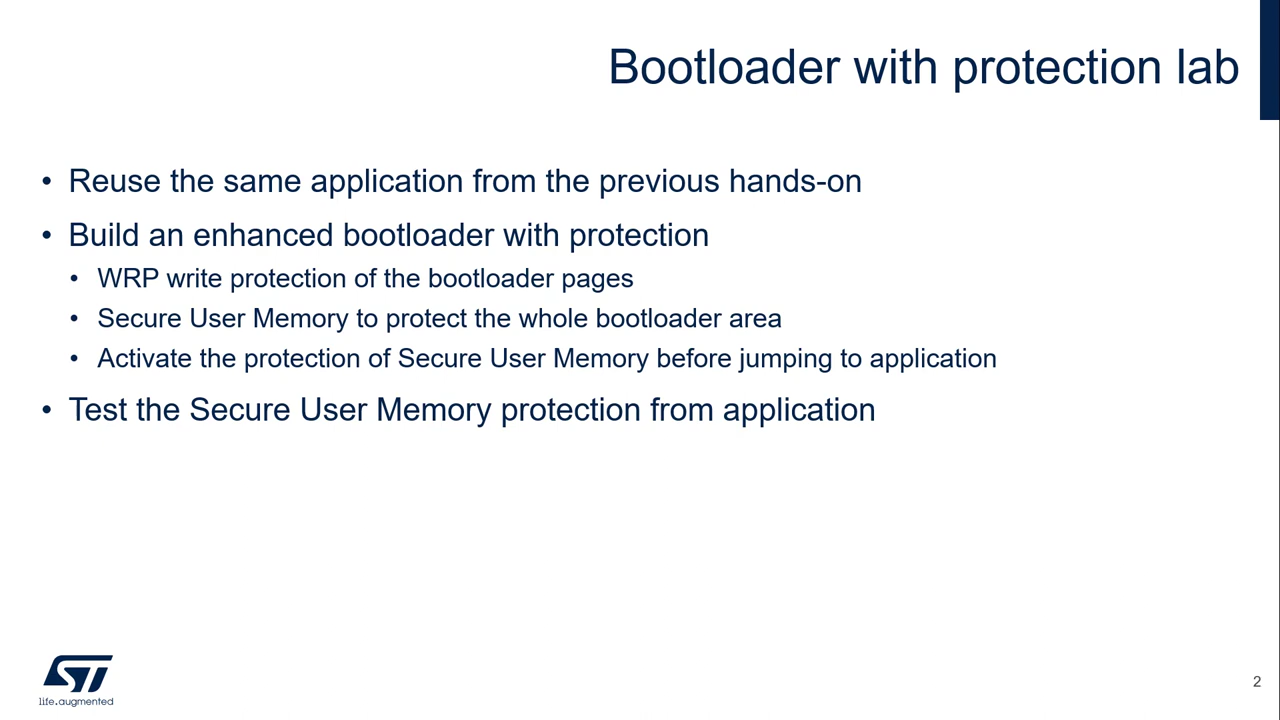 Bootloader with protection lab
• Reuse the same application from the previous hands-on
• Build an enhanced bootloader with protection
• WRP write protection of the bootloader pages
• Secure User Memory to protect the whole bootloader area
• Activate the protection of Secure User Memory before jumping to application
• Test the Secure User Memory protection from application
ST
life.augmented
2